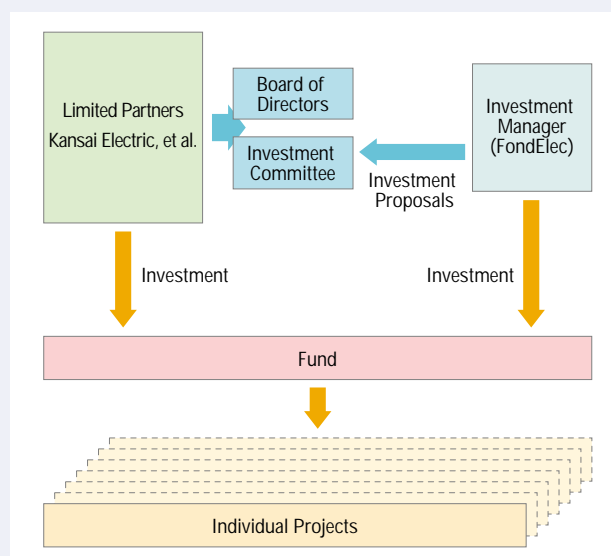 Limited Partners
Kansai Electric, et al.
Board of
Directors
Investment
Committee
Investment
Manager
(FondElec)
Investment
Proposals
Investment
Investment
Fund
Individual Projects